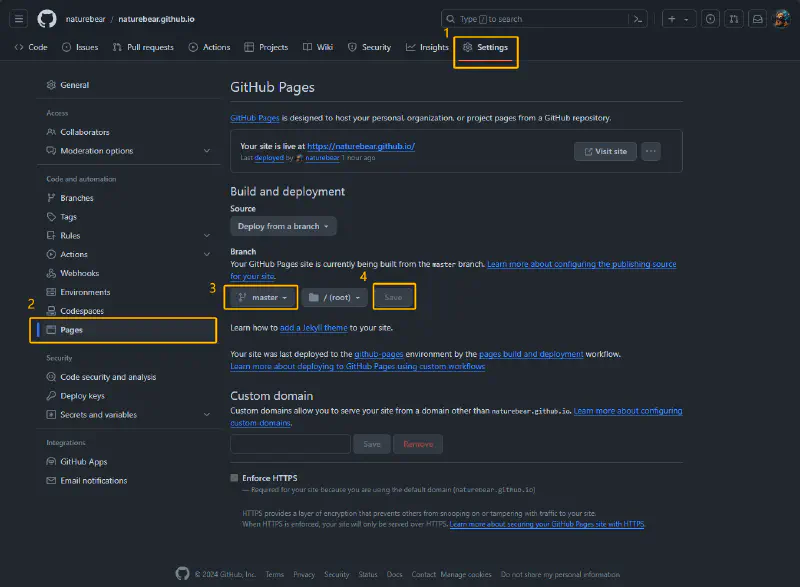 naturebear / naturebear.github.io
Type / to search
Code
Issues
Pull requests
Actions
Projects
Wiki
Security
Insights
1
Settings
General
Access
Collaborators
Moderation options
Code and automation
Branches
Tags
Rules
Actions
Webhooks
Environments
Codespaces
2
Pages
Security
Code security and analysis
Deploy keys
Secrets and variables
Integrations
GitHub Apps
Email notifications
GitHub Pages
GitHub Pages is designed to host your personal, organization, or project pages from a GitHub repository.
Your site is live at https://naturebear.github.io/
Last deployed by naturebear 1 hour ago
Visit site
Build and deployment
Source
Deploy from a branch
Branch
Your GitHub Pages site is currently being built from the master branch. Learn more about configuring the publishing source
for your site.
3
master
/ (root)
4
Save
Learn how to add a Jekyll theme to your site.
Your site was last deployed to the github-pages environment by the pages build and deployment workflow.
Learn more about deploying to GitHub Pages using custom workflows
Custom domain
Custom domains allow you to serve your site from a domain other than naturebear.github.io. Learn more about configuring
custom domains.
Save
Remove
Enforce HTTPS
— Required for your site because you are using the default domain (naturebear.github.io)
HTTPS provides a layer of encryption that prevents others from snooping on or tampering with traffic to your site.
When HTTPS is enforced, your site will only be served over HTTPS. Learn more about securing your GitHub Pages site with HTTPS.
© 2024 GitHub, Inc.
Terms
Privacy
Security
Status
Docs
Contact
Manage cookies
Do not share my personal information